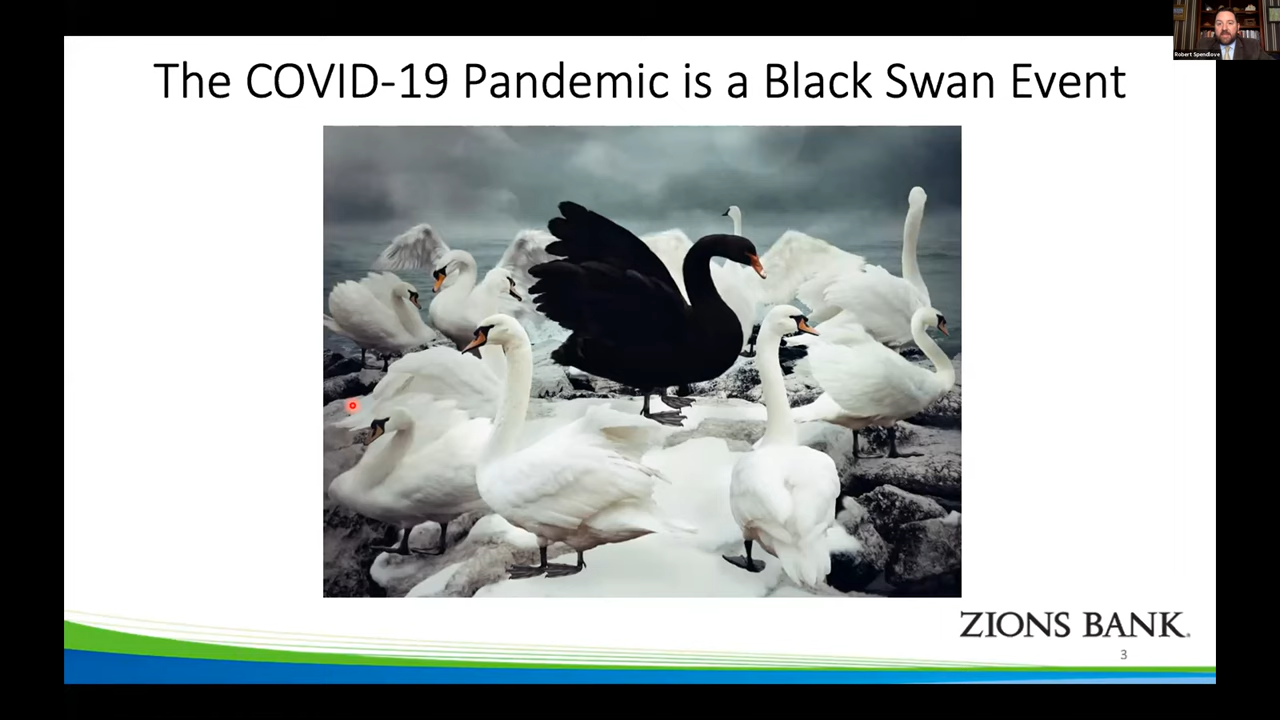 Robert Spendlove
The COVID-19 Pandemic is a Black Swan Event
ZIONS BANK.
3